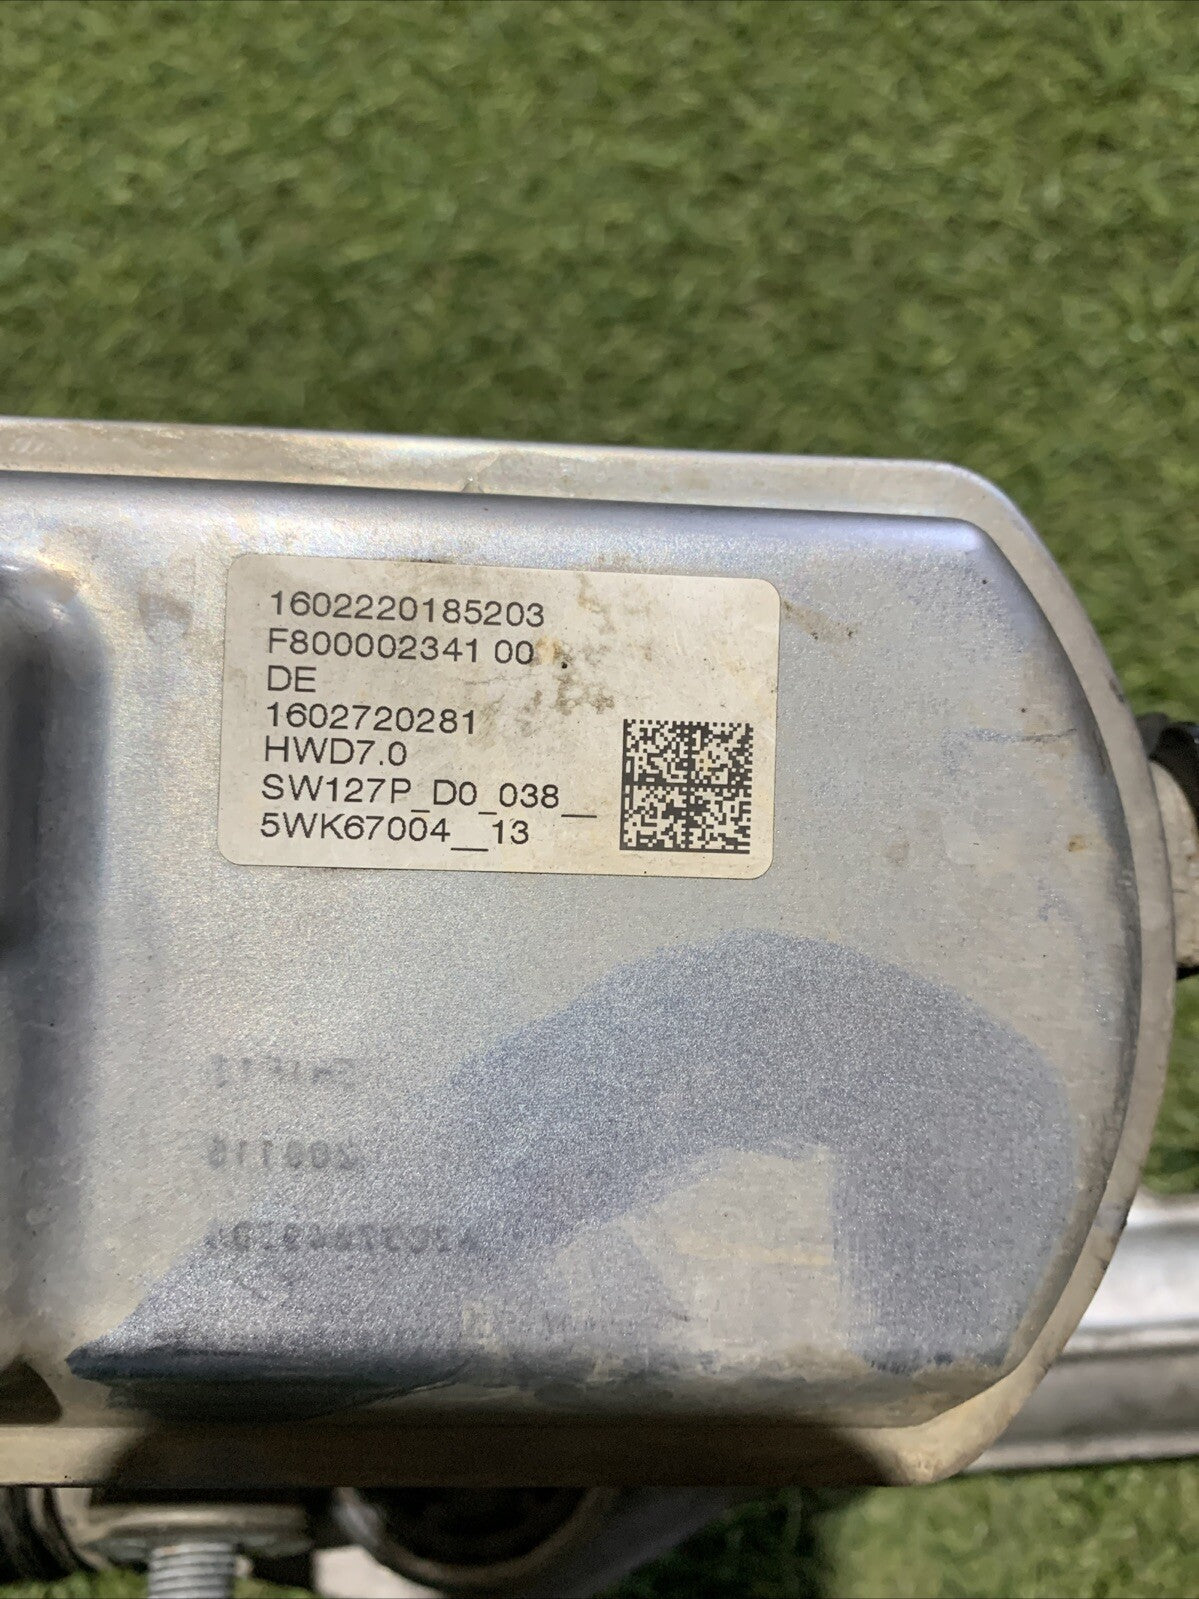 1602220185203
F800002341 00
DE
1602720281
HWD7.0
SW127P_D0_038__
5WK67004__13